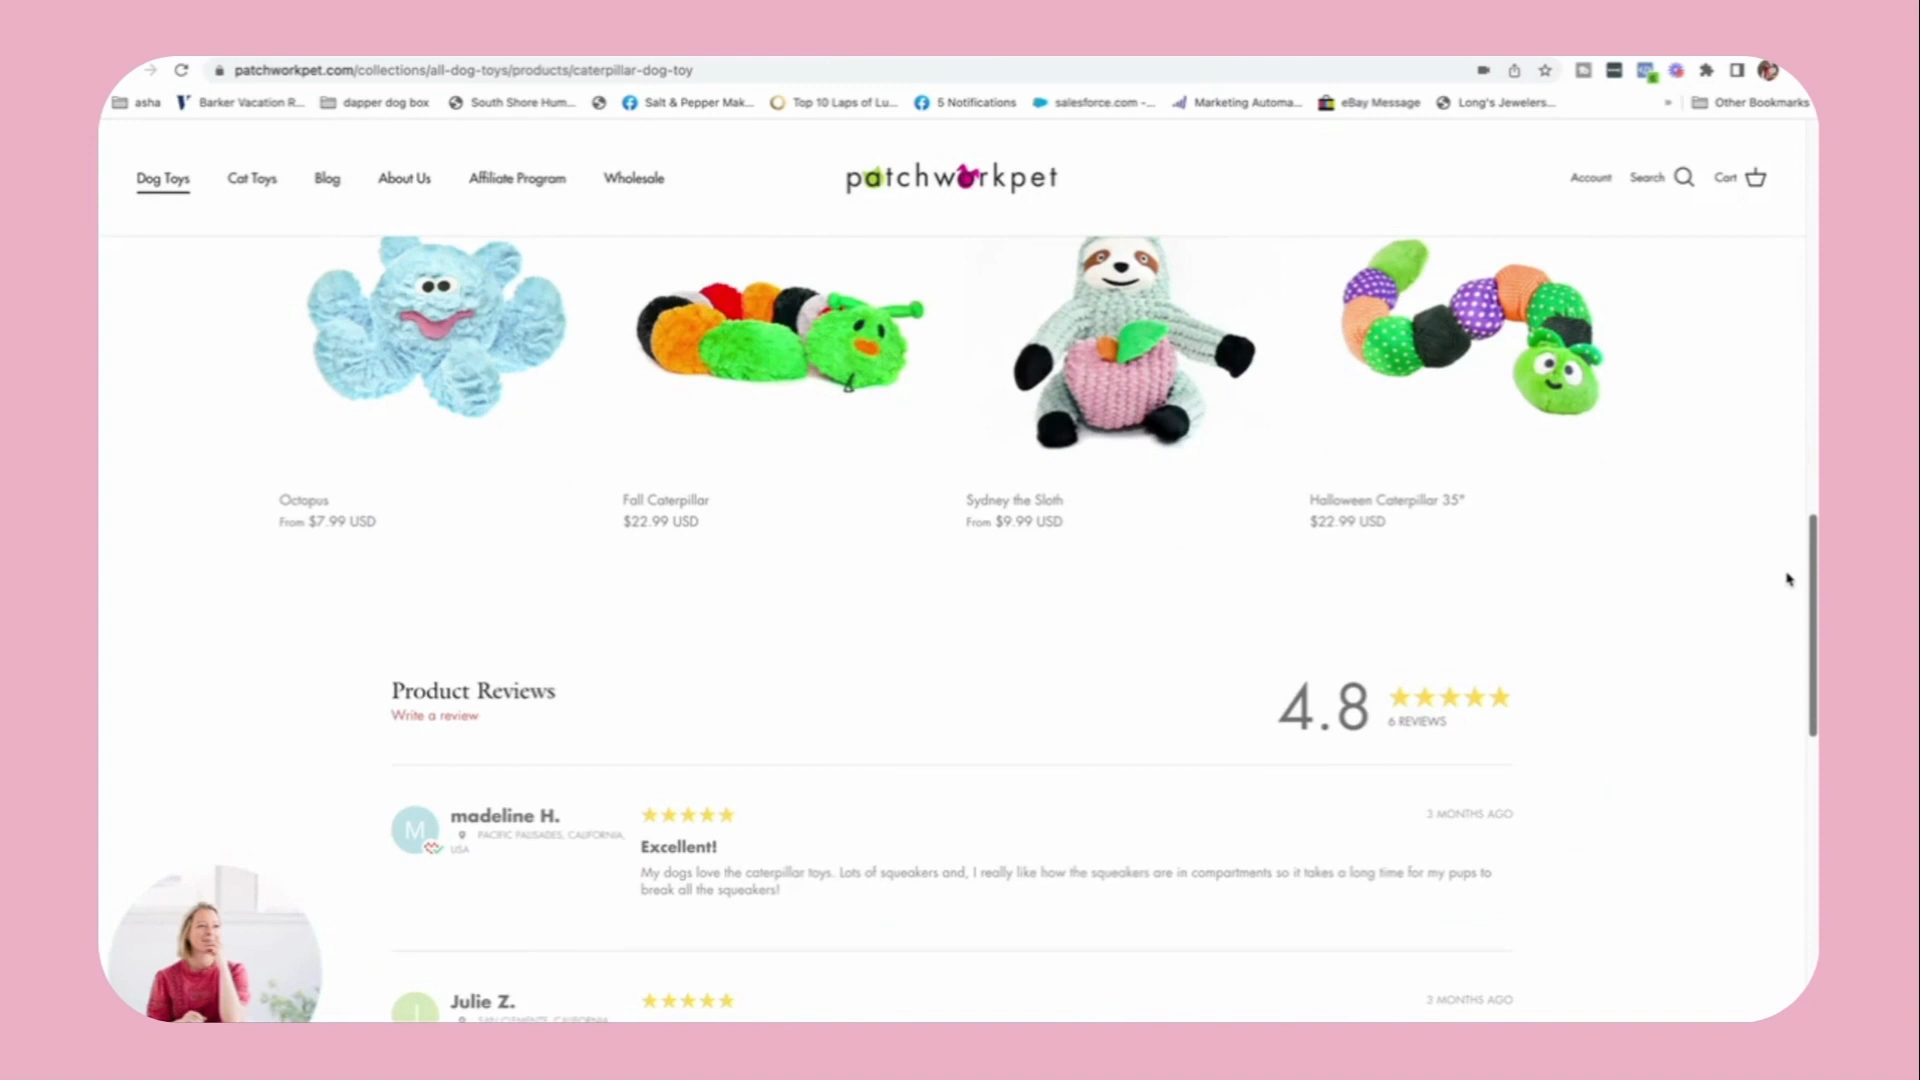 patchworkpet.com/collections/all-dog-toys/products/caterpillar-dog-toy
asha
Barker Vacation R...
dapper dog box
South Shore Hum...
Salt & Pepper Mak...
Top 10 Laps of Lu...
5 Notifications
salesforce.com -...
Marketing Automa...
eBay Message
Long's Jewelers...
»
Other Bookmarks
Dog Toys
Cat Toys
Blog
About Us
Affiliate Program
Wholesale
patchworkpet
Account
Search
Cart
Octopus
From $7.99 USD
Fall Caterpillar
$22.99 USD
Sydney the Sloth
From $9.99 USD
Halloween Caterpillar 35"
$22.99 USD
Product Reviews
Write a review
4.8
6 REVIEWS
M
madeline H.
PACIFIC PALISADES, CALIFORNIA,
USA
3 MONTHS AGO
Excellent!
My dogs love the caterpillar toys. Lots of squeakers and, I really like how the squeakers are in compartments so it takes a long time for my pups to
break all the squeakers!
J
Julie Z.
SAN CLEMENTE, CALIFORNIA
3 MONTHS AGO